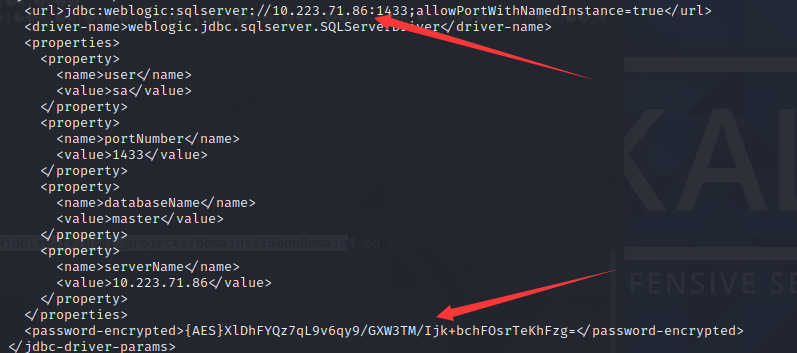 <url>jdbc:weblogic:sqlserver://10.223.71.86:1433;allowPortWithNamedInstance=true</url>
<driver-name>weblogic.jdbc.sqlserver.SQLServerDriver</driver-name>
<properties>
<property>
<name>user</name>
<value>sa</value>
</property>
<property>
<name>portNumber</name>
<value>1433</value>
</property>
<property>
<name>databaseName</name>
<value>master</value>
</property>
<property>
<name>serverName</name>
<value>10.223.71.86</value>
</property>
</properties>
<password-encrypted>{AES}XlDhFYQz7qL9v6qy9/GXW3TM/Ijk+bchFOsrTeKhFzg=</password-encrypted>
</jdbc-driver-params>
KAL
FENSIVE SE